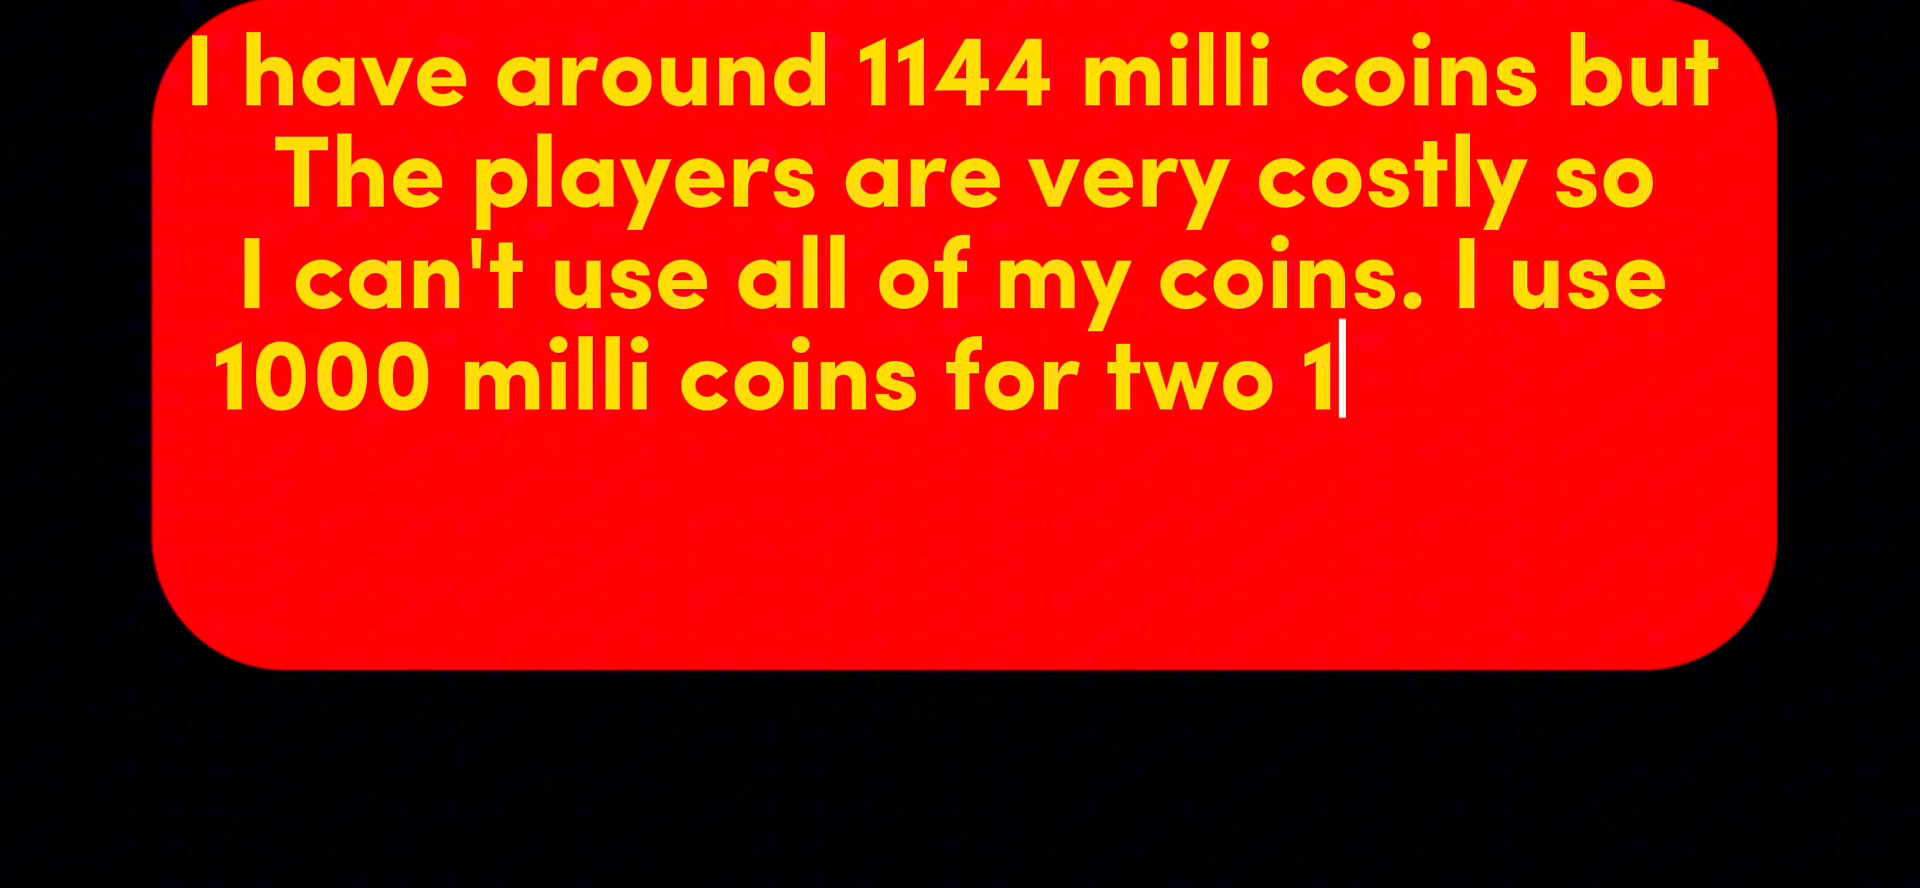 I have around 1144 milli coins but
The players are very costly so
I can't use all of my coins. I use
1000 milli coins for two 1